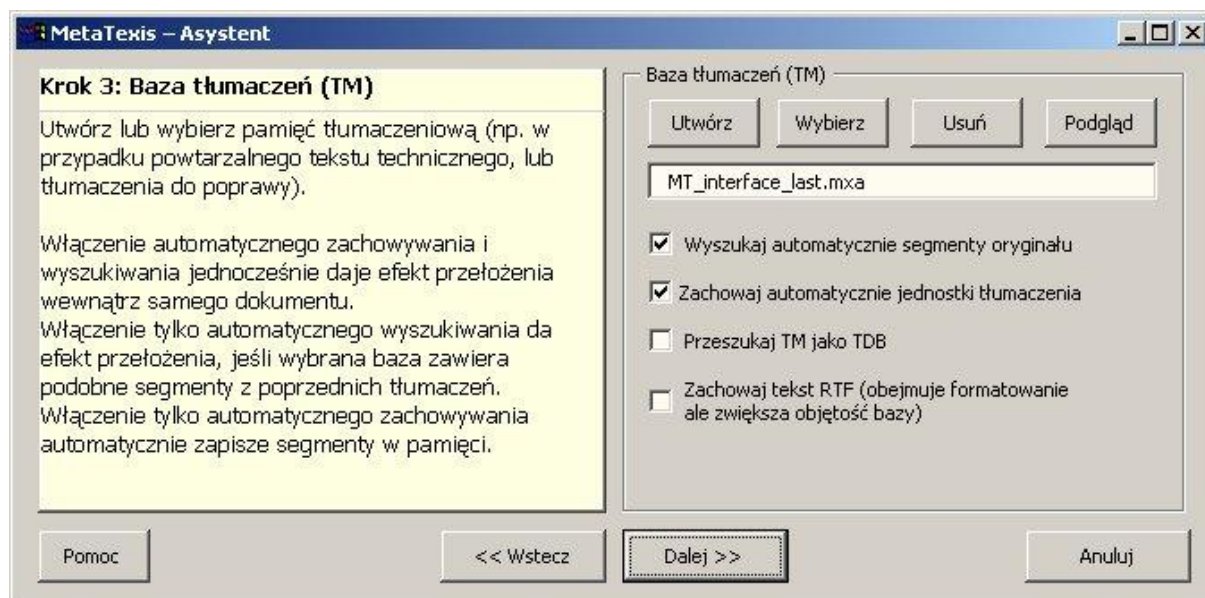 MetaTexis – Asystent
Krok 3: Baza tłumaczeń (TM)
Utwórz lub wybierz pamięć tłumaczeniową (np. w
przypadku powtarzalnego tekstu technicznego, lub
tłumaczenia do poprawy).
Włączenie automatycznego zachowywania i
wyszukiwania jednocześnie daje efekt przełożenia
wewnątrz samego dokumentu.
Włączenie tylko automatycznego wyszukiwania da
efekt przełożenia, jeśli wybrana baza zawiera
podobne segmenty z poprzednich tłumaczeń.
Włączenie tylko automatycznego zachowywania
automatycznie zapisze segmenty w pamięci.
Baza tłumaczeń (TM)
Utwórz Wybierz Usuń Podgląd
MT_interface_last.mxa
Wyszukaj automatycznie segmenty oryginału
Zachowaj automatycznie jednostki tłumaczenia
Przeszukaj TM jako TDB
Zachowaj tekst RTF (obejmuje formatowanie
ale zwiększa objętość bazy)
Pomoc << Wstecz Dalej >> Anuluj